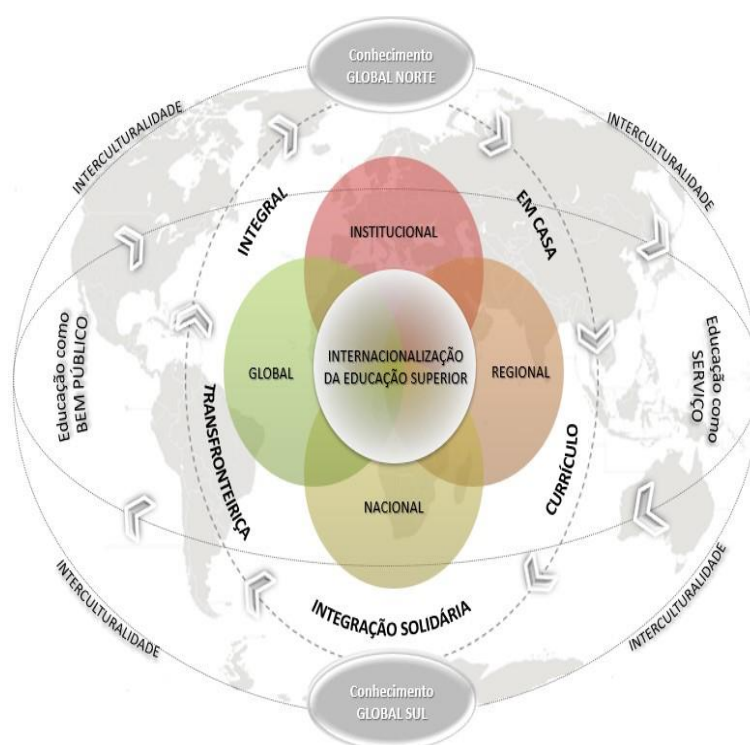 Conhecimento
GLOBAL NORTE
INTERCULTURALIDADE
INTERCULTURALIDADE
INTEGRAL
EM CASA
INSTITUCIONAL
Educação como
BEM PÚBLICO
GLOBAL
INTERNACIONALIZAÇÃO
DA EDUCAÇÃO SUPERIOR
REGIONAL
Educação como
SERVIÇO
TRANSFRONTEIRIÇA
CURRÍCULO
NACIONAL
INTERCULTURALIDADE
INTEGRAÇÃO SOLIDÁRIA
INTERCULTURALIDADE
Conhecimento
GLOBAL SUL